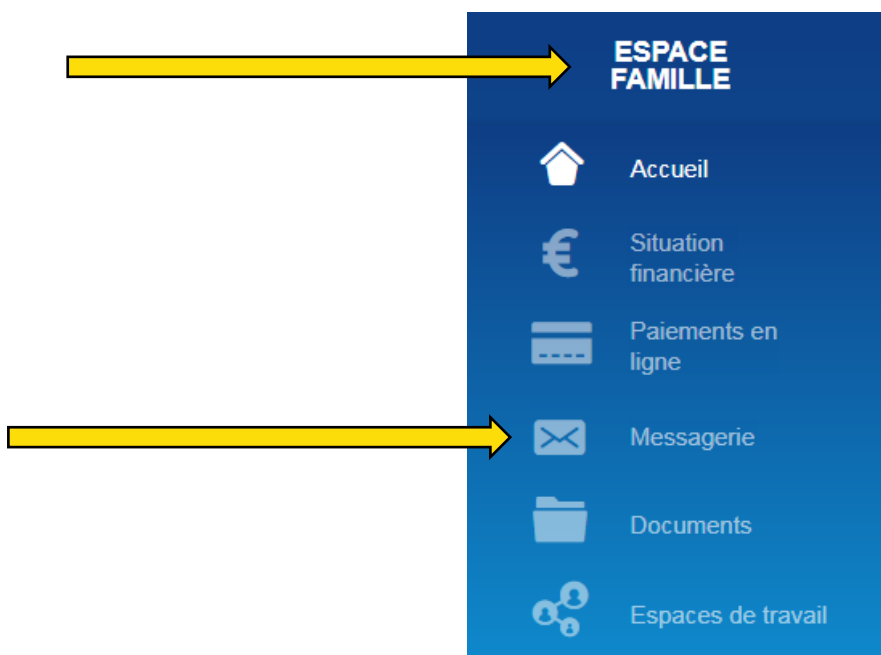 ESPACE
FAMILLE
Accueil
Situation
financière
Paiements en
ligne
Messagerie
Documents
Espaces de travail